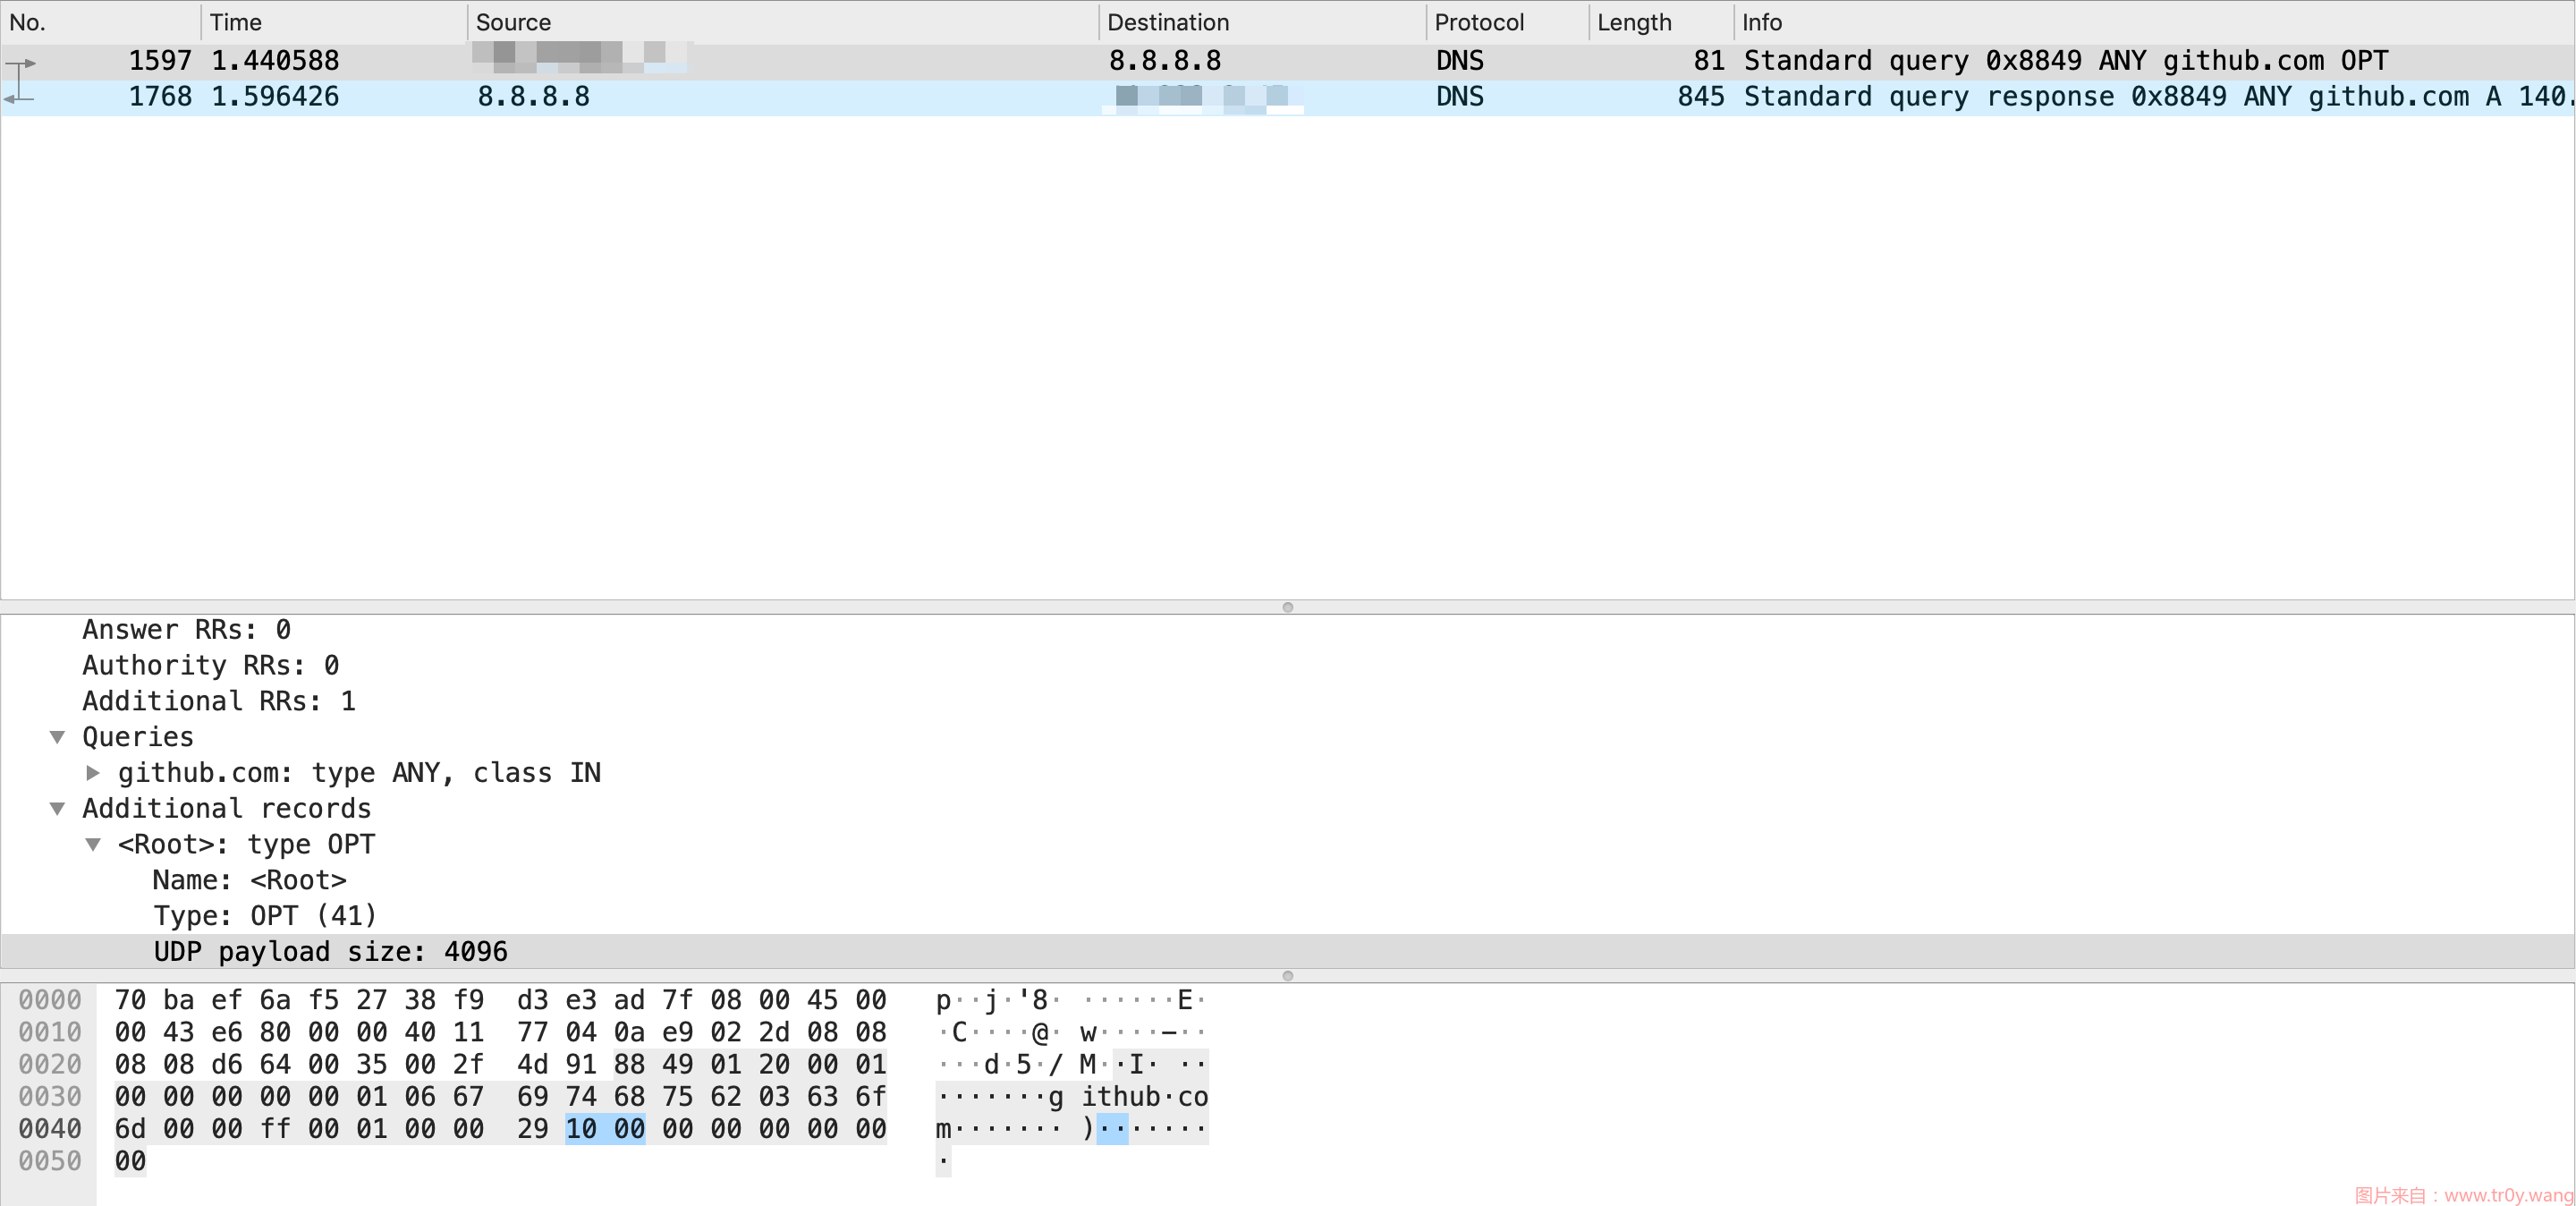 No. Time Source Destination Protocol Length Info
1597 1.440588 8.8.8.8 DNS 81 Standard query 0x8849 ANY github.com OPT
1768 1.596426 8.8.8.8 DNS 845 Standard query response 0x8849 ANY github.com A 140.
Answer RRs: 0
Authority RRs: 0
Additional RRs: 1
Queries
github.com: type ANY, class IN
Additional records
<Root>: type OPT
Name: <Root>
Type: OPT (41)
UDP payload size: 4096
0000 70 ba ef 6a f5 27 38 f9 d3 e3 ad 7f 08 00 45 00 p··j·'8· ······E·
0010 00 43 e6 80 00 00 40 11 77 04 0a e9 02 2d 08 08 ·C····@· w····-··
0020 08 08 d6 64 00 35 00 2f 4d 91 88 49 01 20 00 01 ···d·5·/ M··I· ··
0030 00 00 00 00 00 01 06 67 69 74 68 75 62 03 63 6f ·······g ithub·co
0040 6d 00 00 ff 00 01 00 00 29 10 00 00 00 00 00 00 m······· )·······
0050 00 ·
图片来自：www.tr0y.wang